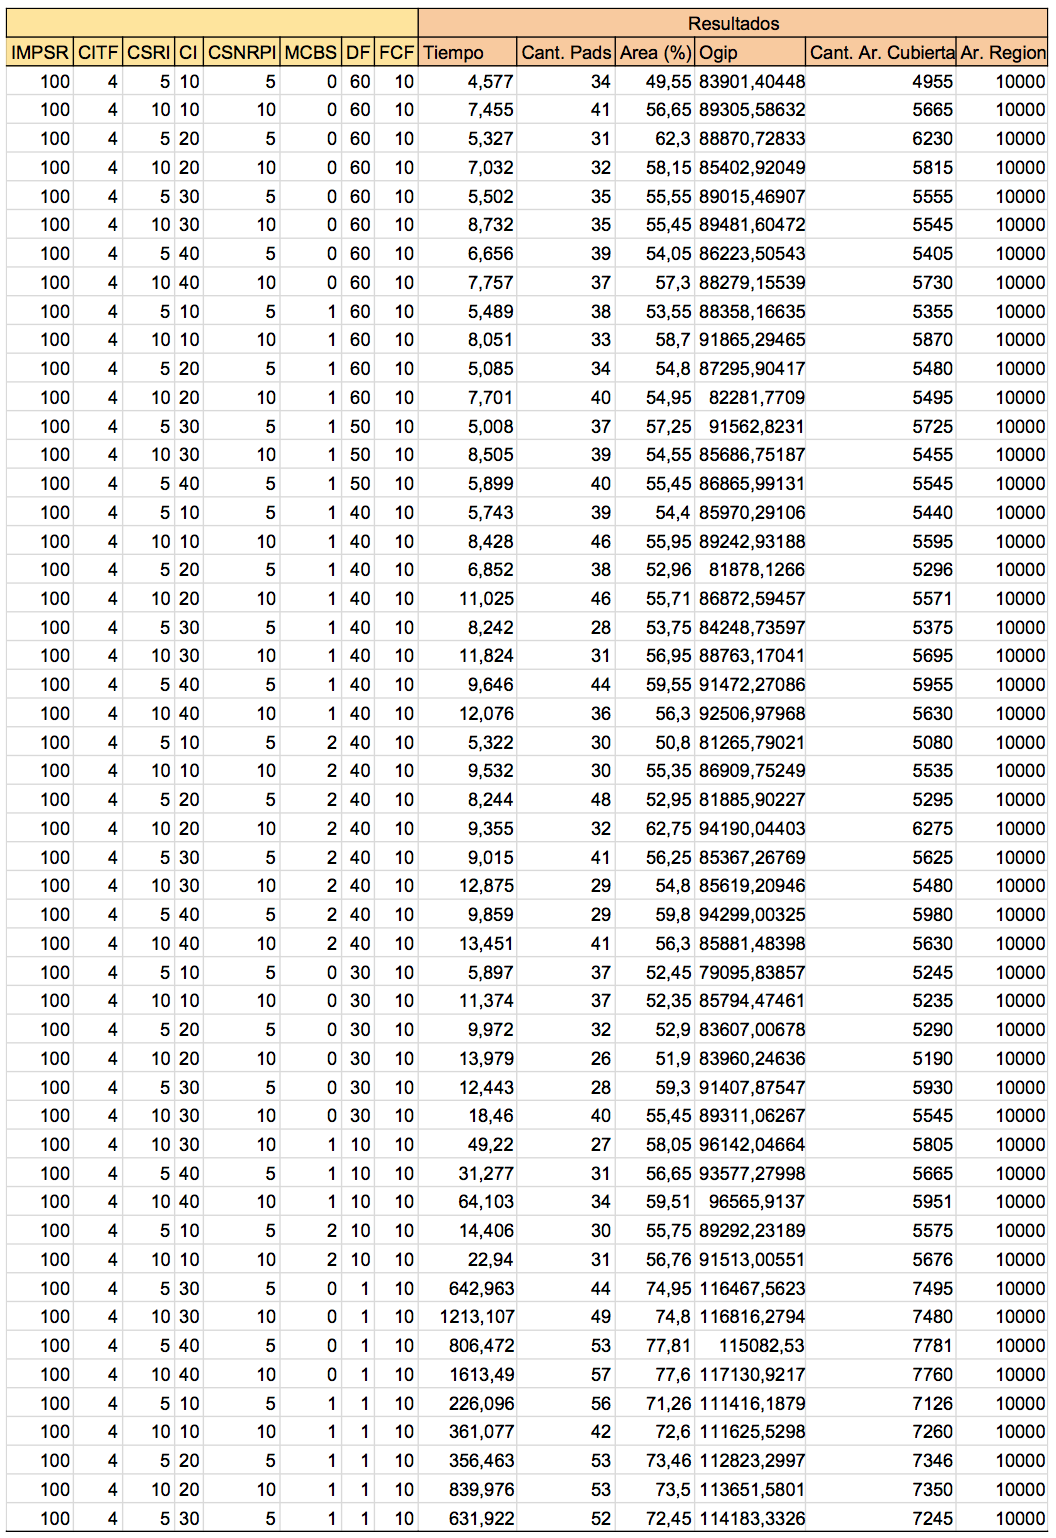 Resultados
IMPSR CITF CSRI CI CSNRPI MCBS DF FCF Tiempo Cant. Pads Area (%) Ogip Cant. Ar. Cubierta Ar. Region
100 4 5 10 5 0 60 10 4,577 34 49,55 83901,40448 4955 10000
100 4 10 10 10 0 60 10 7,455 41 56,65 89305,58632 5665 10000
100 4 5 20 5 0 60 10 5,327 31 62,3 88870,72833 6230 10000
100 4 10 20 10 0 60 10 7,032 32 58,15 85402,92049 5815 10000
100 4 5 30 5 0 60 10 5,502 35 55,55 89015,46907 5555 10000
100 4 10 30 10 0 60 10 8,732 35 55,45 89481,60472 5545 10000
100 4 5 40 5 0 60 10 6,656 39 54,05 86223,50543 5405 10000
100 4 10 40 10 0 60 10 7,757 37 57,3 88279,15539 5730 10000
100 4 5 10 5 1 60 10 5,489 38 53,55 88358,16635 5355 10000
100 4 10 10 10 1 60 10 8,051 33 58,7 91865,29465 5870 10000
100 4 5 20 5 1 60 10 5,085 34 54,8 87295,90417 5480 10000
100 4 10 20 10 1 60 10 7,701 40 54,95 82281,7709 5495 10000
100 4 5 30 5 1 50 10 5,008 37 57,25 91562,8231 5725 10000
100 4 10 30 10 1 50 10 8,505 39 54,55 85686,75187 5455 10000
100 4 5 40 5 1 50 10 5,899 40 55,45 86865,99131 5545 10000
100 4 5 10 5 1 40 10 5,743 39 54,4 85970,29106 5440 10000
100 4 10 10 10 1 40 10 8,428 46 55,95 89242,93188 5595 10000
100 4 5 20 5 1 40 10 6,852 38 52,96 81878,1266 5296 10000
100 4 10 20 10 1 40 10 11,025 46 55,71 86872,59457 5571 10000
100 4 5 30 5 1 40 10 8,242 28 53,75 84248,73597 5375 10000
100 4 10 30 10 1 40 10 11,824 31 56,95 88763,17041 5695 10000
100 4 5 40 5 1 40 10 9,646 44 59,55 91472,27086 5955 10000
100 4 10 40 10 1 40 10 12,076 36 56,3 92506,97968 5630 10000
100 4 5 10 5 2 40 10 5,322 30 50,8 81265,79021 5080 10000
100 4 10 10 10 2 40 10 9,532 30 55,35 86909,75249 5535 10000
100 4 5 20 5 2 40 10 8,244 48 52,95 81885,90227 5295 10000
100 4 10 20 10 2 40 10 9,355 32 62,75 94190,04403 6275 10000
100 4 5 30 5 2 40 10 9,015 41 56,25 85367,26769 5625 10000
100 4 10 30 10 2 40 10 12,875 29 54,8 85619,20946 5480 10000
100 4 5 40 5 2 40 10 9,859 29 59,8 94299,00325 5980 10000
100 4 10 40 10 2 40 10 13,451 41 56,3 85881,48398 5630 10000
100 4 5 10 5 0 30 10 5,897 37 52,45 79095,83857 5245 10000
100 4 10 10 10 0 30 10 11,374 37 52,35 85794,47461 5235 10000
100 4 5 20 5 0 30 10 9,972 32 52,9 83607,00678 5290 10000
100 4 10 20 10 0 30 10 13,979 26 51,9 83960,24636 5190 10000
100 4 5 30 5 0 30 10 12,443 28 59,3 91407,87547 5930 10000
100 4 10 30 10 0 30 10 18,46 40 55,45 89311,06267 5545 10000
100 4 10 30 10 1 10 10 49,22 27 58,05 96142,04664 5805 10000
100 4 5 40 5 1 10 10 31,277 31 56,65 93577,27998 5665 10000
100 4 10 40 10 1 10 10 64,103 34 59,51 96565,9137 5951 10000
100 4 5 10 5 2 10 10 14,406 30 55,75 89292,23189 5575 10000
100 4 10 10 10 2 10 10 22,94 31 56,76 91513,00551 5676 10000
100 4 5 30 5 0 1 10 642,963 44 74,95 116467,5623 7495 10000
100 4 10 30 10 0 1 10 1213,107 49 74,8 116816,2794 7480 10000
100 4 5 40 5 0 1 10 806,472 53 77,81 115082,53 7781 10000
100 4 10 40 10 0 1 10 1613,49 57 77,6 117130,9217 7760 10000
100 4 5 10 5 1 1 10 226,096 56 71,26 111416,1879 7126 10000
100 4 10 10 10 1 1 10 361,077 42 72,6 111625,5298 7260 10000
100 4 5 20 5 1 1 10 356,463 53 73,46 112823,2997 7346 10000
100 4 10 20 10 1 1 10 839,976 53 73,5 113651,5801 7350 10000
100 4 5 30 5 1 1 10 631,922 52 72,45 114183,3326 7245 10000